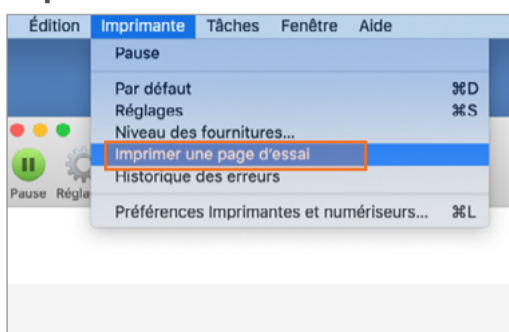 Édition Imprimante Tâches Fenêtre Aide
Pause
Par défaut ⌘D
Réglages ⌘S
Niveau des fournitures...
Imprimer une page d'essai
Historique des erreurs
Préférences Imprimantes et numériseurs... ⌘L
Pause Régla